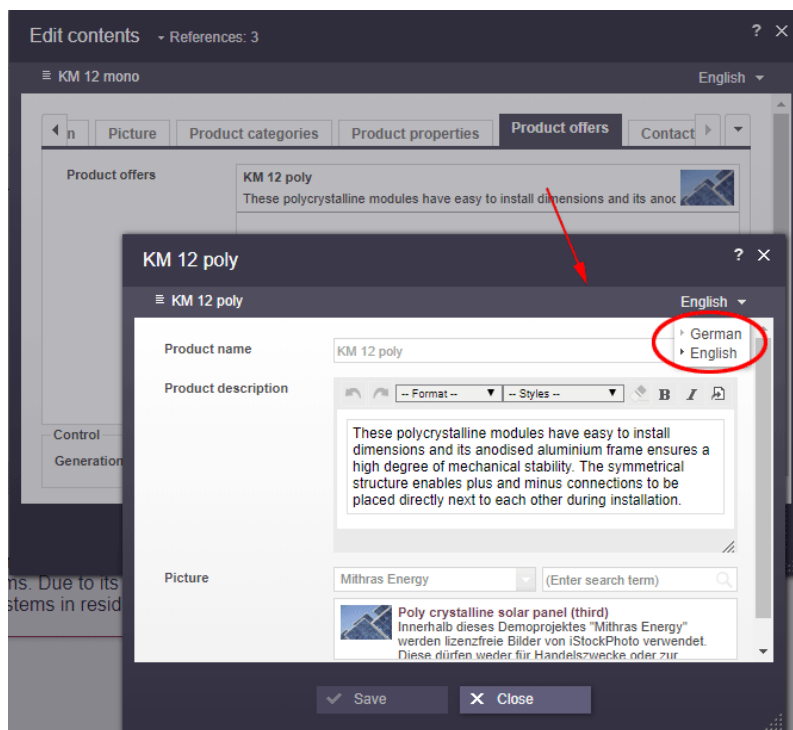 Edit contents References: 3 ?
KM 12 mono English
n Picture Product categories Product properties Product offers Contact
Product offers
KM 12 poly
These polycrystalline modules have easy to install dimensions and its anoc
KM 12 poly ?
KM 12 poly English
German
English
Product name
KM 12 poly
Product description
-- Format -- -- Styles -- B I
These polycrystalline modules have easy to install
dimensions and its anodised aluminium frame ensures a
high degree of mechanical stability. The symmetrical
structure enables plus and minus connections to be
placed directly next to each other during installation.
Control
Generation
Picture
Mithras Energy (Enter search term)
ms. Due to its
stems in resid
Poly crystalline solar panel (third)
Innerhalb dieses Demoprojektes "Mithras Energy"
werden lizenzfreie Bilder von iStockPhoto verwendet.
Diese dürfen weder für Handelszwecke oder zur
Save Close